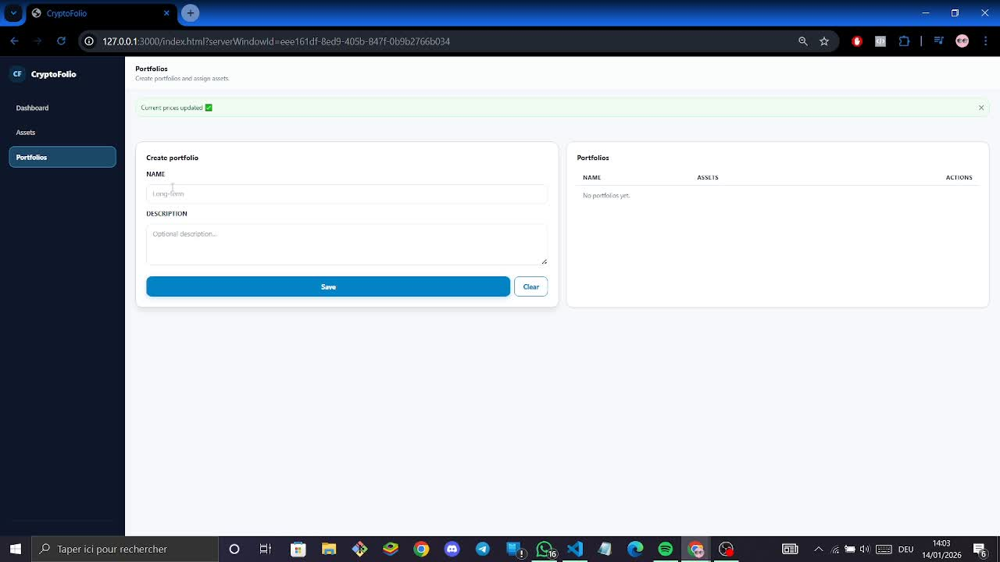 CryptoFolio
127.0.0.1:3000/index.html?serverWindowId=eee161df-8ed9-405b-847f-0b9b2766b034
CF CryptoFolio
Dashboard
Assets
Portfolios
Portfolios
Create portfolios and assign assets.
Current prices updated ✅
Create portfolio
NAME
Long-term
DESCRIPTION
Optional description...
Save
Clear
Portfolios
NAME ASSETS ACTIONS
No portfolios yet.
Taper ici pour rechercher
16
DEU
14:03
14/01/2026
6